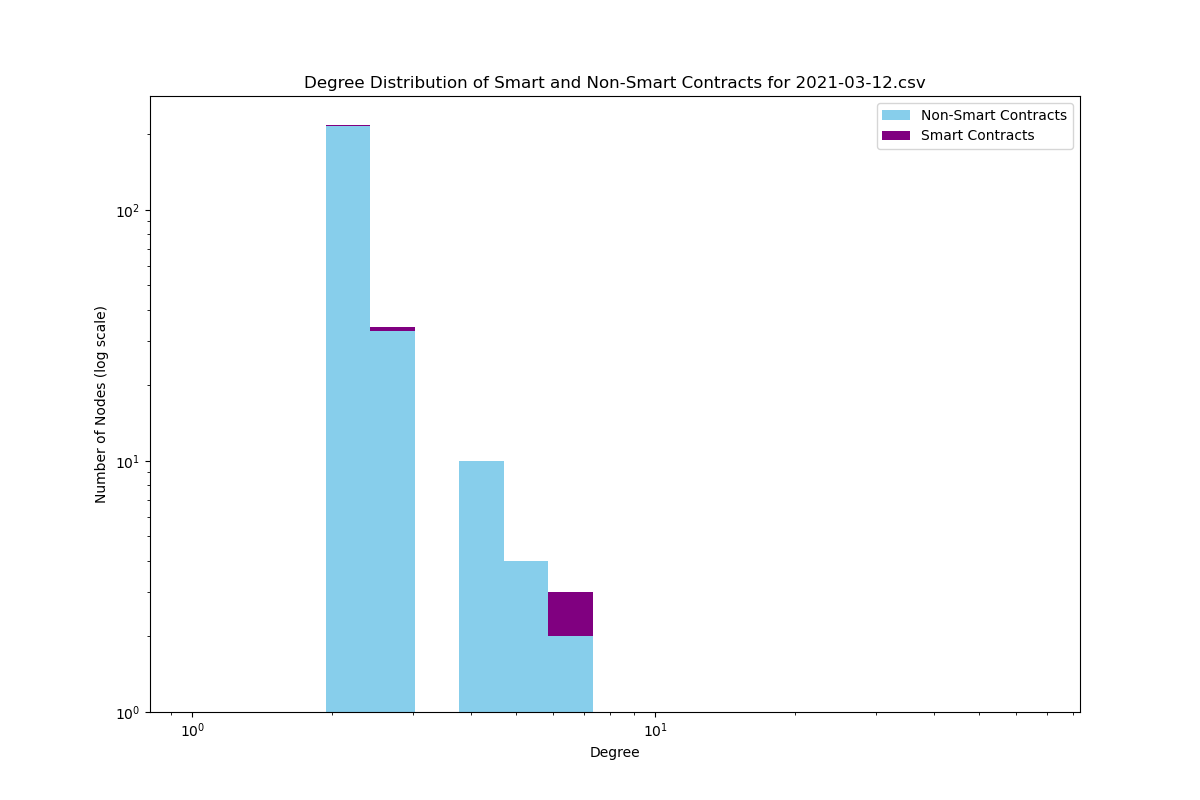 Degree Distribution of Smart and Non-Smart Contracts for 2021-03-12.csv
Non-Smart Contracts
Smart Contracts
Number of Nodes (log scale)
10²
10¹
10⁰
10⁰ 10¹
Degree